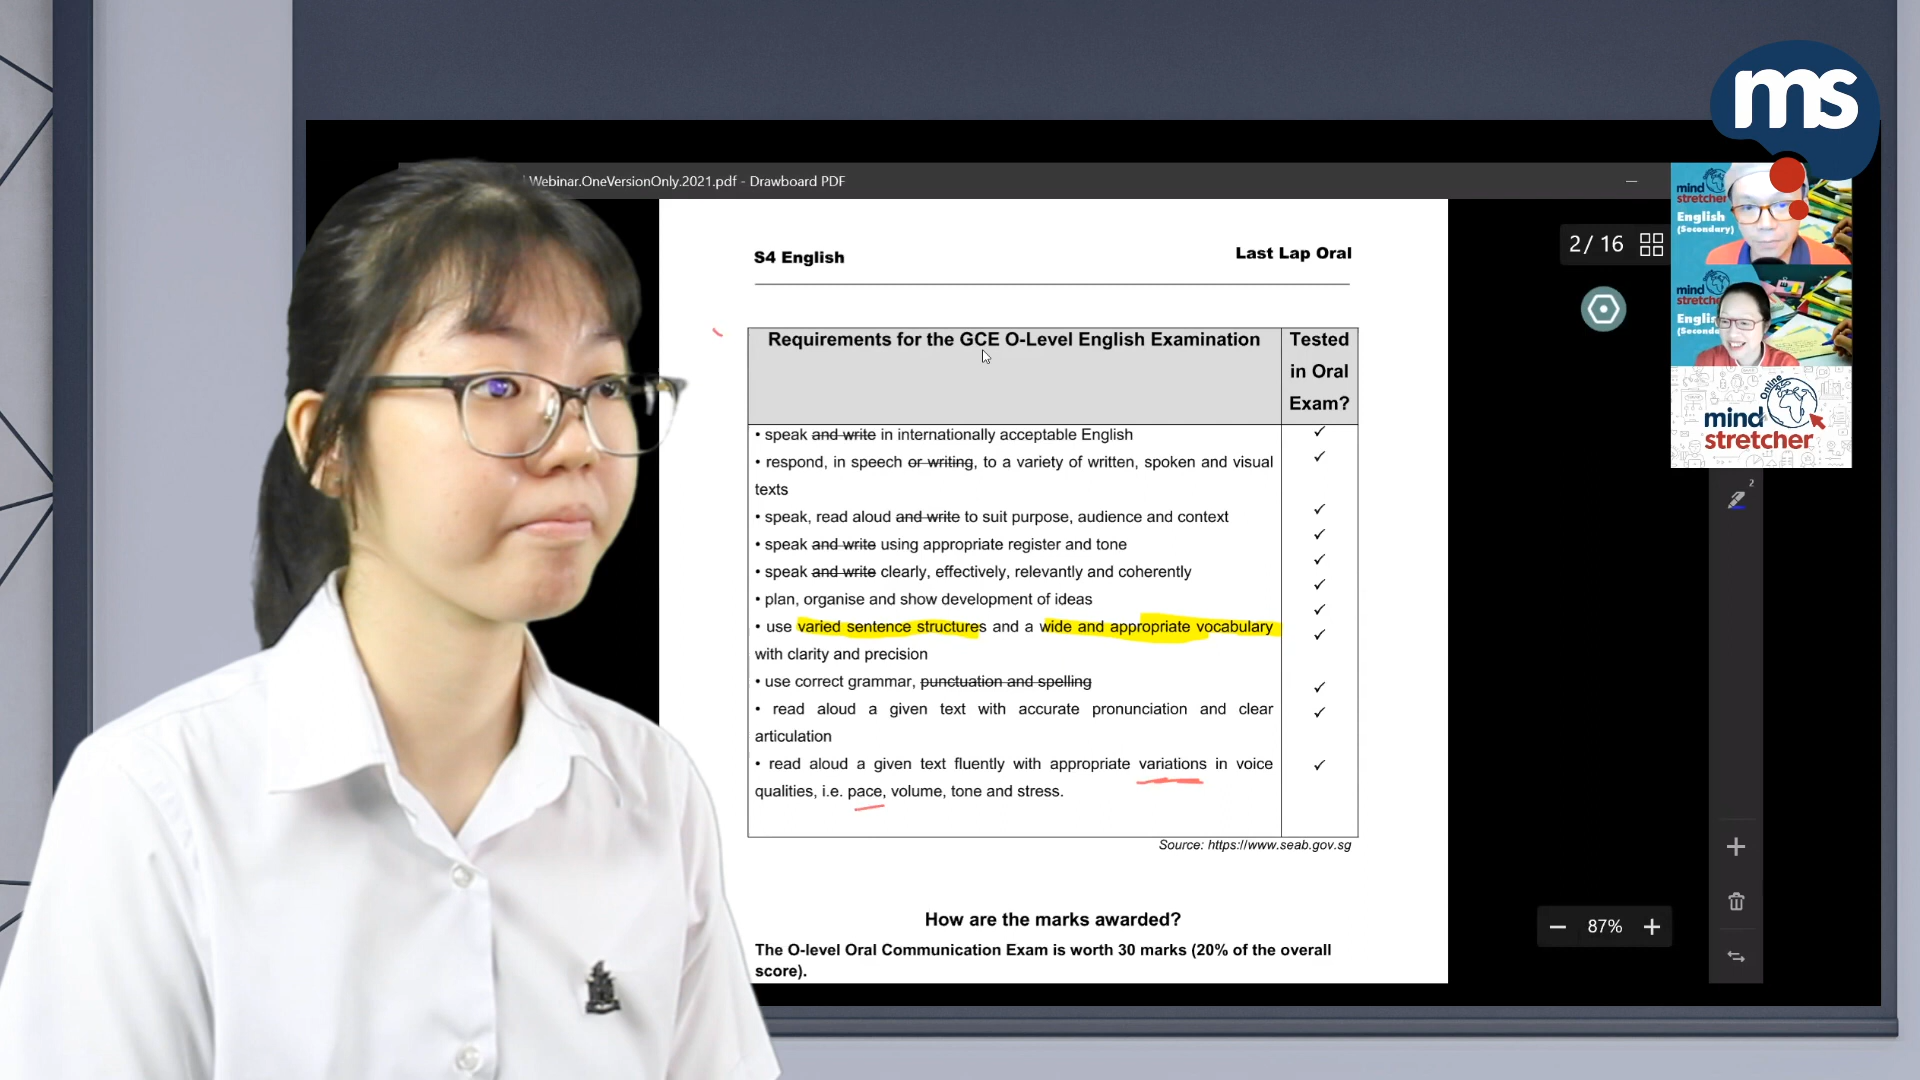 ms
Webinar.OneVersionOnly.2021.pdf - Drawboard PDF
mind
stretcher
English
(Secondary)
2 / 16
S4 English
Last Lap Oral
mind
Requirements for the GCE O-Level English Examination
Tested
in Oral
Exam?
Online
mind
stretcher
• speak and write in internationally acceptable English
• respond, in speech or writing, to a variety of written, spoken and visual
texts
• speak, read aloud and write to suit purpose, audience and context
• speak and write using appropriate register and tone
• speak and write clearly, effectively, relevantly and coherently
• plan, organise and show development of ideas
• use varied sentence structures and a wide and appropriate vocabulary
with clarity and precision
• use correct grammar, punctuation and spelling
• read aloud a given text with accurate pronunciation and clear
articulation
• read aloud a given text fluently with appropriate variations in voice
qualities, i.e. pace, volume, tone and stress.
2
Source: https://www.seab.gov.sg
How are the marks awarded?
The O-level Oral Communication Exam is worth 30 marks (20% of the overall
score).
87%